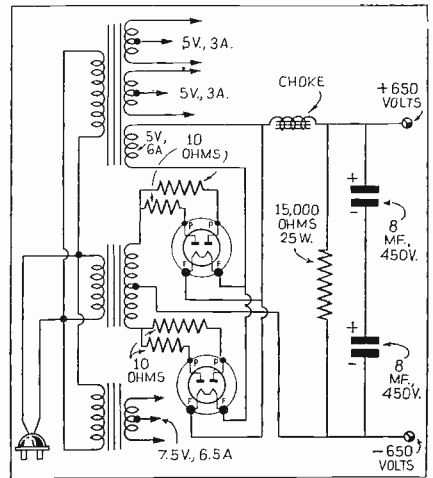 5V., 3A.
5V., 3A.
5V,
6A
10
OHMS
CHOKE
+650
VOLTS
P
P
F
F
15,000
OHMS
25 W.
+
-
8
MF., 450V.
P
P
F
F
10
OHMS
+
-
8
MF.,
450V.
7.5V., 6.5A
-650
VOLTS